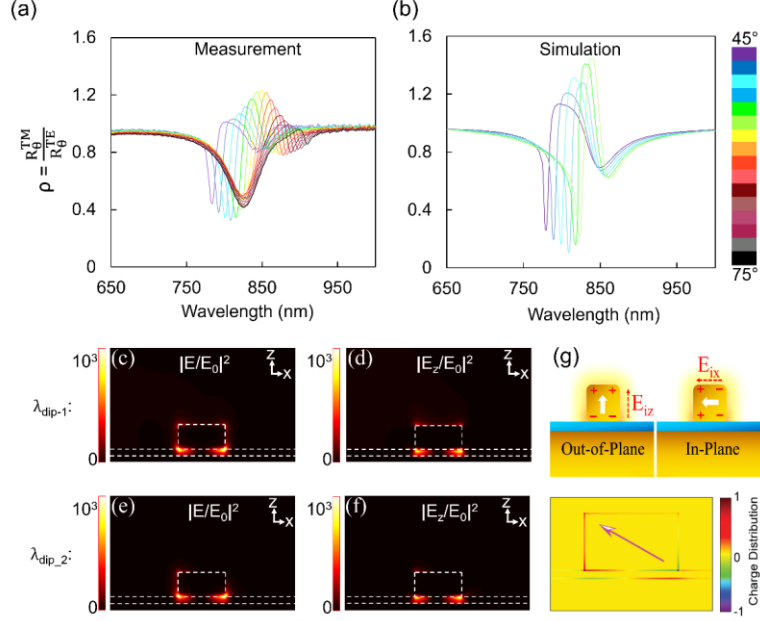 (a)
(b)
Measurement
Simulation
45°
75°
1.6
1.2
0.8
0.4
0
1.6
1.2
0.8
0.4
0
ρ = R_θ^TM / R_θ^TE
650 750 850 950
650 750 850 950
Wavelength (nm)
Wavelength (nm)
λdip-1:
10³
0
(c)
|E/E₀|²
Z
X
10³
0
(d)
|E_z/E₀|²
Z
X
(g)
E_iz
E_ix
+ +
− −
+ −
+ −
Out-of-Plane
In-Plane
λdip_2:
10³
0
(e)
|E/E₀|²
Z
X
10³
0
(f)
|E_z/E₀|²
Z
X
1
0
-1
Charge Distribution